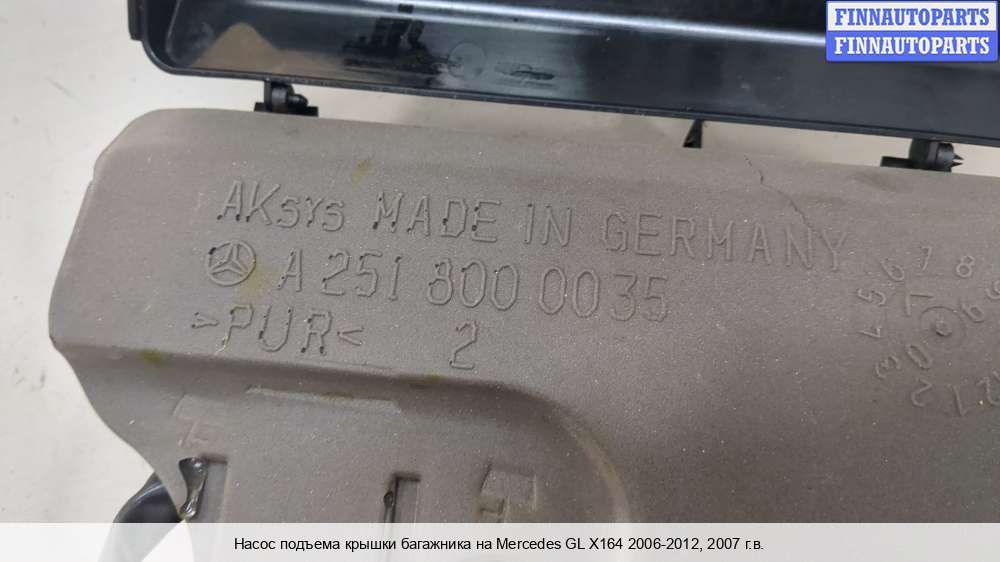 FINNAUTOPARTS
FINNAUTOPARTS
AKsys MADE IN GERMANY
A 251 800 0035
>PUR< 2
Насос подъема крышки багажника на Mercedes GL X164 2006-2012, 2007 г.в.